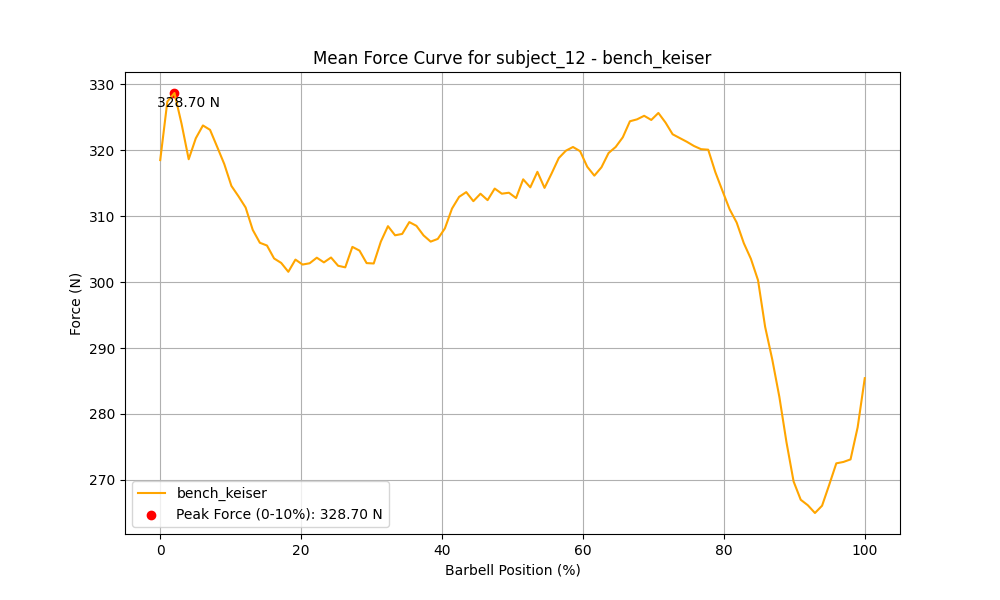 Mean Force Curve for subject_12 - bench_keiser
Force (N)
330
320
310
300
290
280
270
328.70 N
bench_keiser
Peak Force (0-10%): 328.70 N
0 20 40 60 80 100
Barbell Position (%)